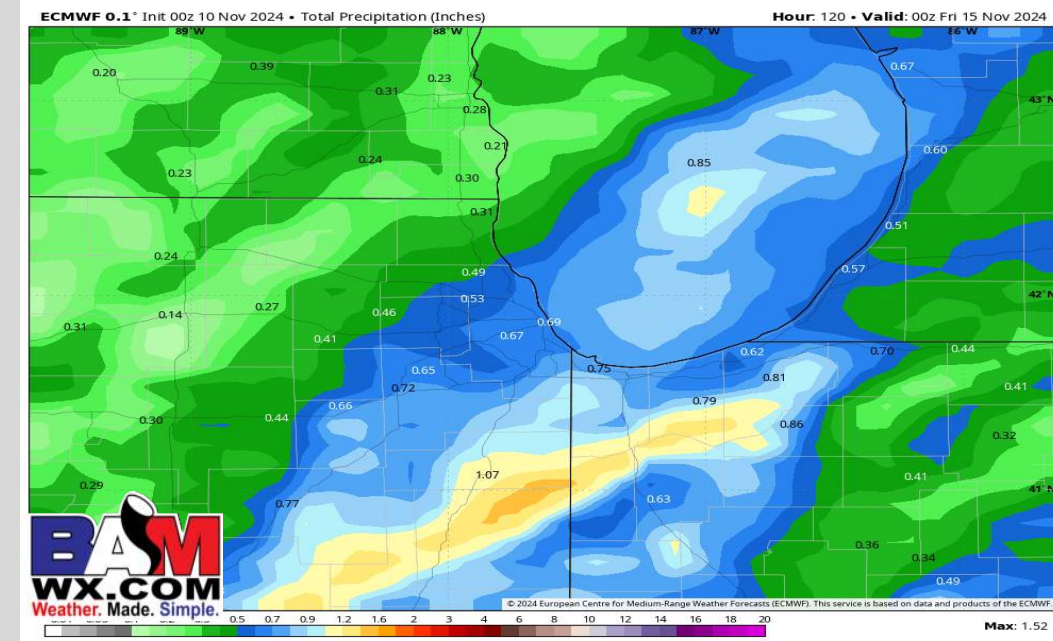 ECMWF 0.1° Init 00z 10 Nov 2024 • Total Precipitation (Inches)
Hour: 120 • Valid: 00z Fri 15 Nov 2024
89°W 88°W 87°W 86°W
0.20 0.39 0.23 0.67
0.31 0.28 43°N
0.21 0.60
0.23 0.24 0.30 0.85
0.31 0.51
0.24 0.49 0.57
0.53 42°N
0.31 0.14 0.27 0.46 0.69
0.41 0.67
0.62 0.70 0.44
0.65 0.75 0.81 0.41
0.72
0.30 0.44 0.66 0.79 0.86 0.32
0.29 1.07 0.41
0.77 0.63 41°N
0.36 0.34
0.49
BAM
WX.COM
Weather. Made. Simple.
© 2024 European Centre for Medium-Range Weather Forecasts (ECMWF). This service is based on data and products of the ECMWF.
0.5 0.7 0.9 1.2 1.6 2 3 4 6 8 10 12 14 16 18 20
Max: 1.52